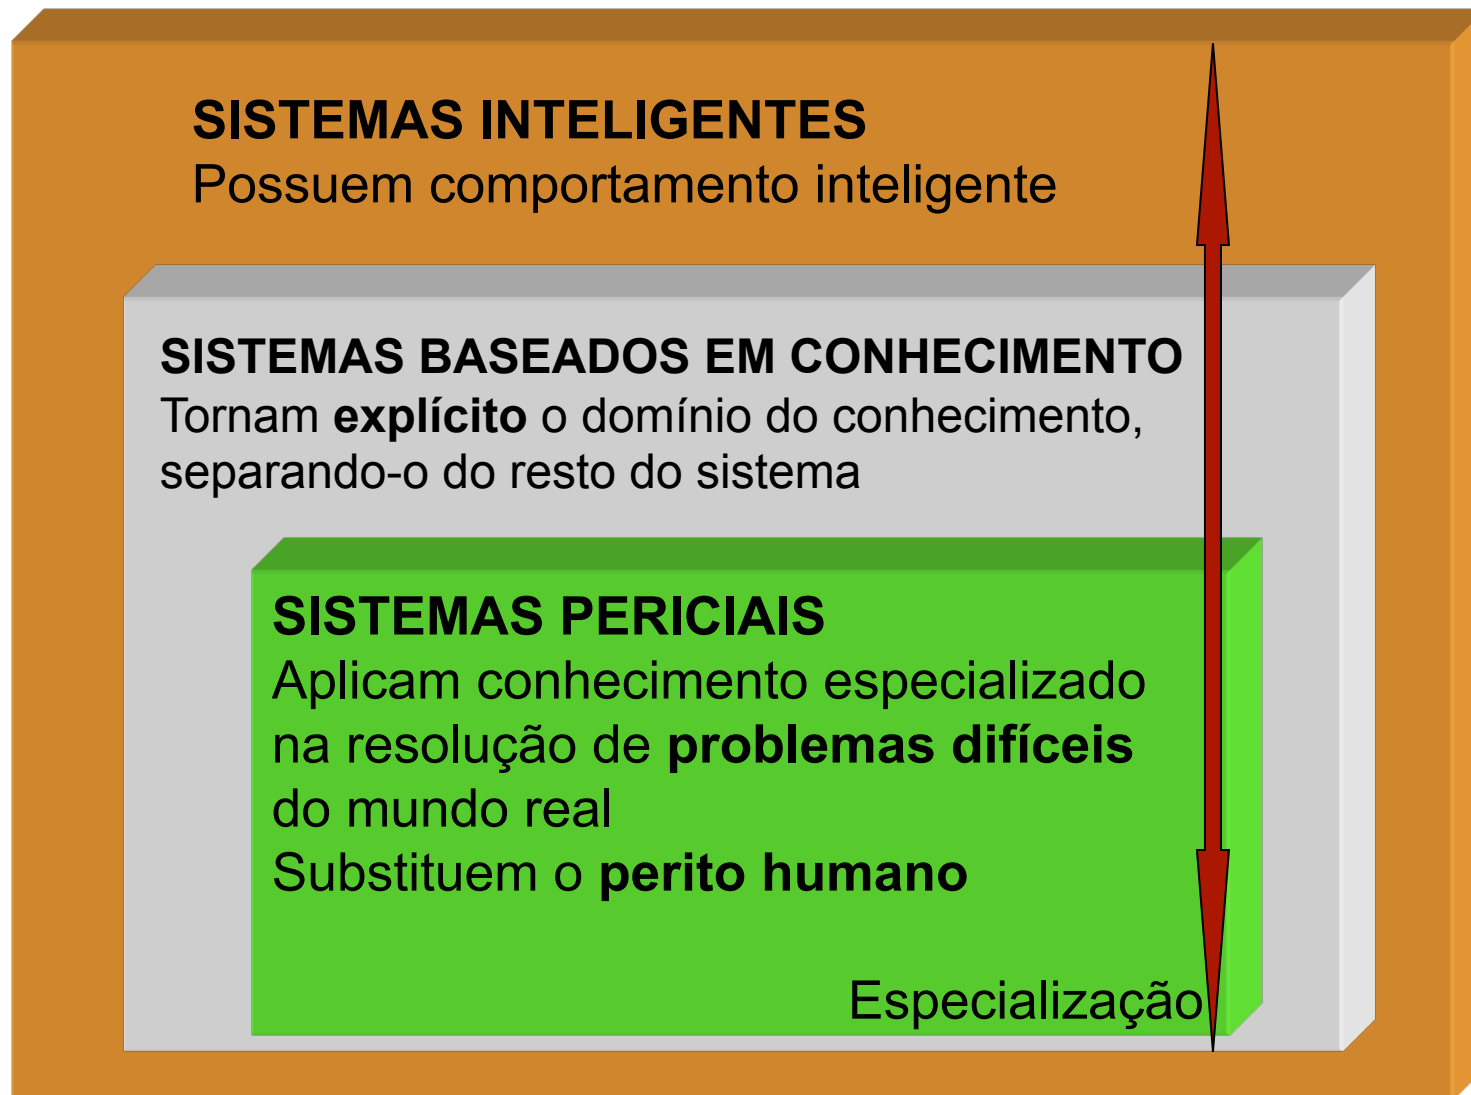 SISTEMAS INTELIGENTES
Possuem comportamento inteligente
SISTEMAS BASEADOS EM CONHECIMENTO
Tornam explícito o domínio do conhecimento,
separando-o do resto do sistema
SISTEMAS PERICIAIS
Aplicam conhecimento especializado
na resolução de problemas difíceis
do mundo real
Substituem o perito humano
Especialização